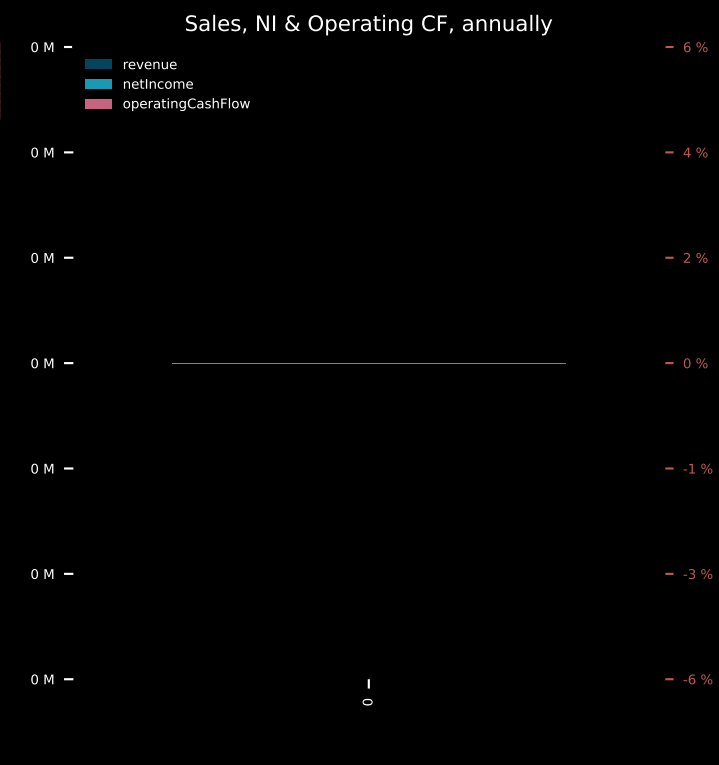 Sales, NI & Operating CF, annually
0 M 6 %
revenue
netIncome
operatingCashFlow
0 M 4 %
0 M 2 %
0 M 0 %
0 M -1 %
0 M -3 %
0 M -6 %
0